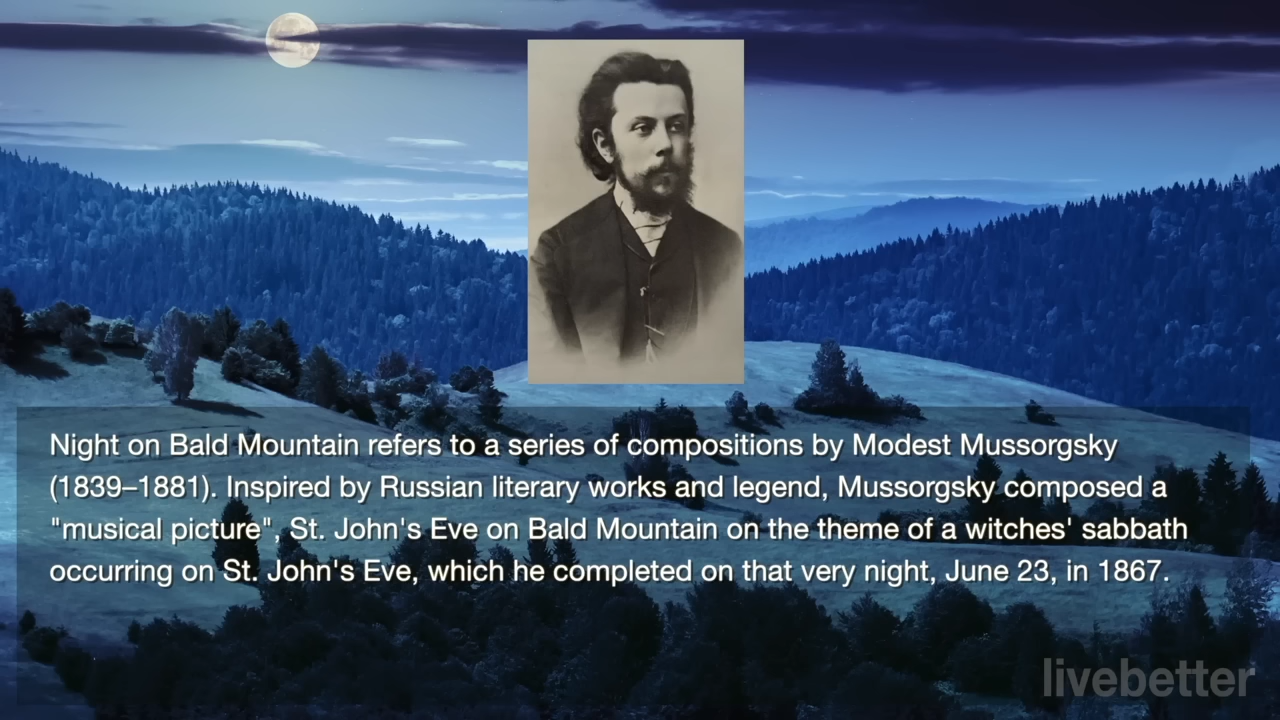 Night on Bald Mountain refers to a series of compositions by Modest Mussorgsky
(1839–1881). Inspired by Russian literary works and legend, Mussorgsky composed a
"musical picture", St. John's Eve on Bald Mountain on the theme of a witches' sabbath
occurring on St. John's Eve, which he completed on that very night, June 23, in 1867.
livebetter